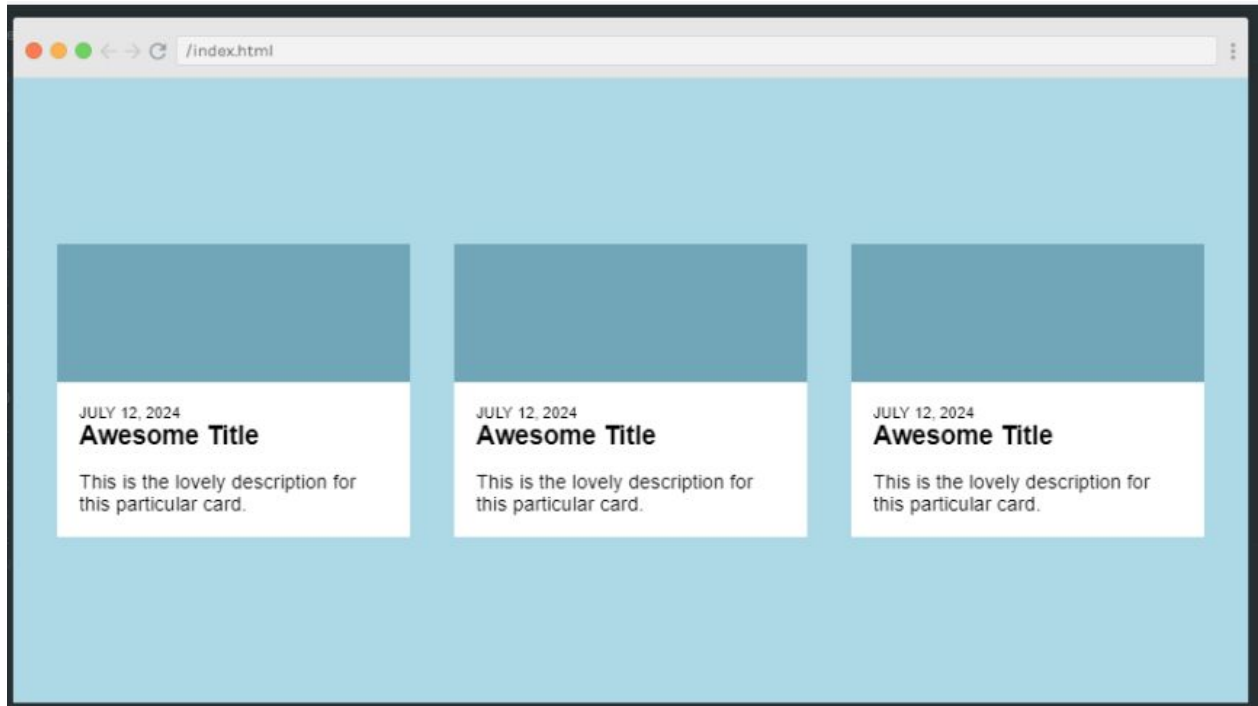 /index.html
JULY 12, 2024
Awesome Title
This is the lovely description for
this particular card.
JULY 12, 2024
Awesome Title
This is the lovely description for
this particular card.
JULY 12, 2024
Awesome Title
This is the lovely description for
this particular card.